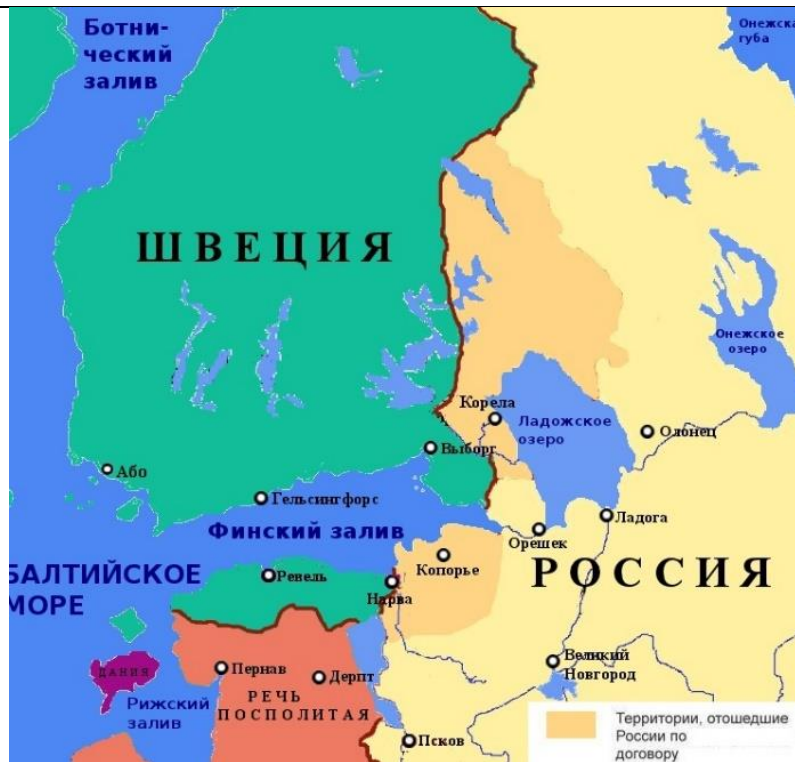 Ботни-
ческий
залив
Онежска
губа
ШВЕЦИЯ
Онежское
озеро
Корела
Ладожское
озеро
Олонец
Выборг
Або
Гельсингфорс
Финский залив
Ладога
Орешек
БАЛТИЙСКОЕ
МОРЕ
Ревель
Копорье
РОССИЯ
Нарва
Великий
Новгород
ДАНИЯ
Пернав
Дерпт
Рижский
залив
РЕЧЬ
ПОСПОЛИТАЯ
Псков
Территории, отошедшие
России по
договору